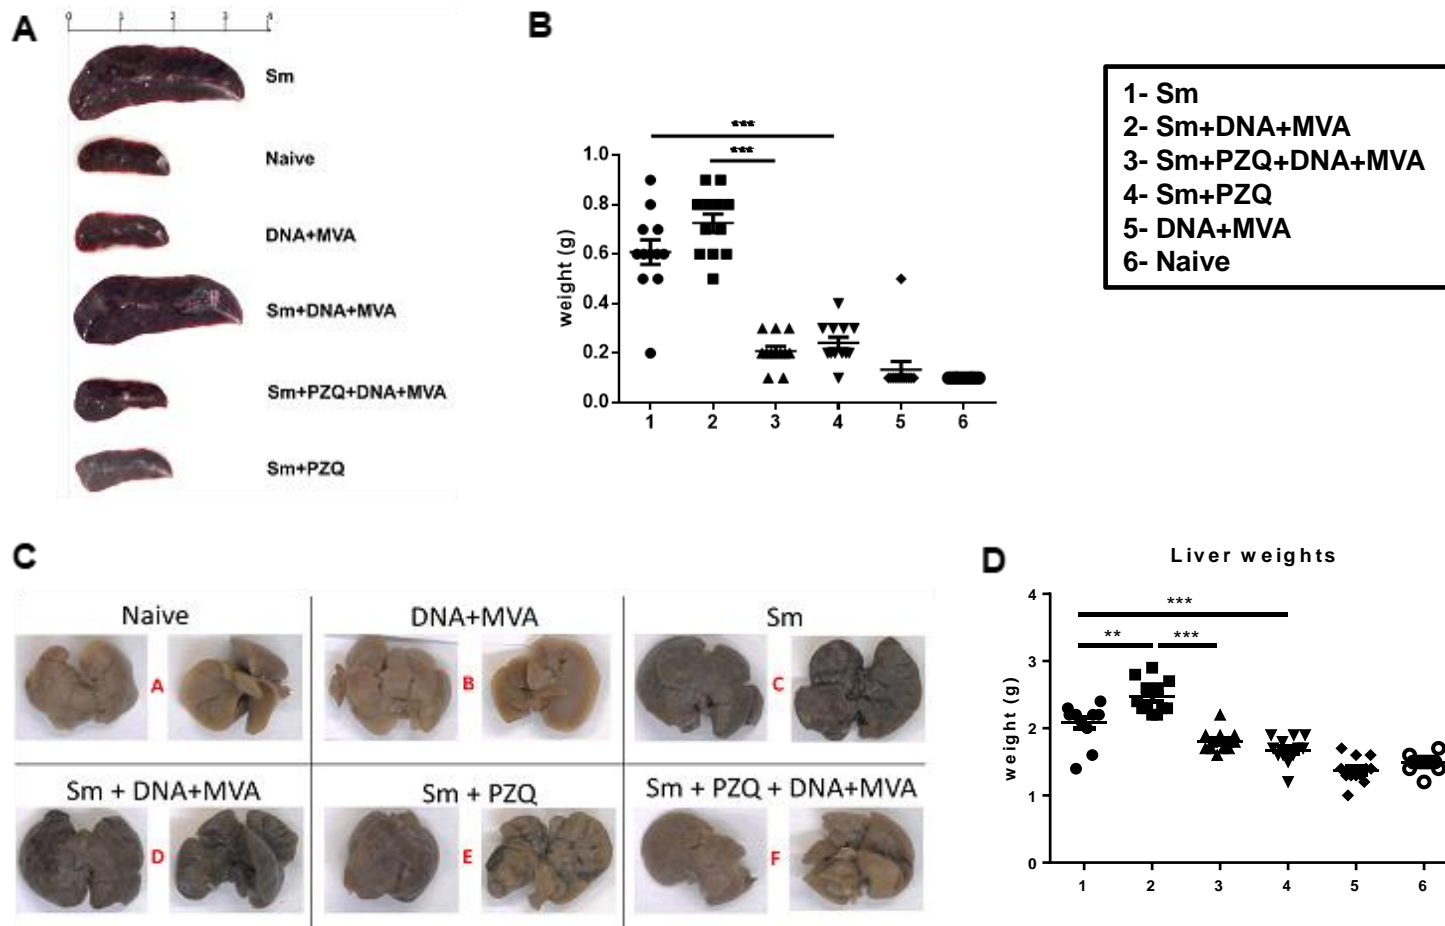 A
0 1 2 3 4
Sm
Naive
DNA+MVA
Sm+DNA+MVA
Sm+PZQ+DNA+MVA
Sm+PZQ
B
***
***
weight (g)
1.0
0.8
0.6
0.4
0.2
0.0
1 2 3 4 5 6
1- Sm
2- Sm+DNA+MVA
3- Sm+PZQ+DNA+MVA
4- Sm+PZQ
5- DNA+MVA
6- Naive
C
Naive
DNA+MVA
Sm
A
B
C
Sm + DNA+MVA
Sm + PZQ
Sm + PZQ + DNA+MVA
D
E
F
D
Liver weights
***
** ***
weight (g)
4
3
2
1
0
1 2 3 4 5 6